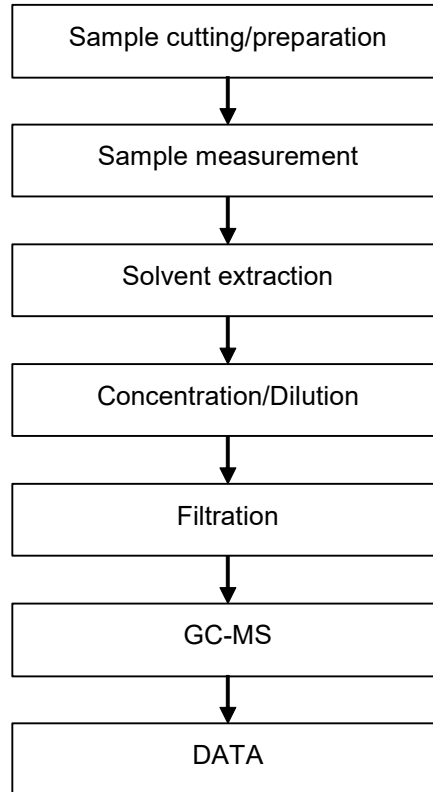 Sample cutting/preparation
Sample measurement
Solvent extraction
Concentration/Dilution
Filtration
GC-MS
DATA